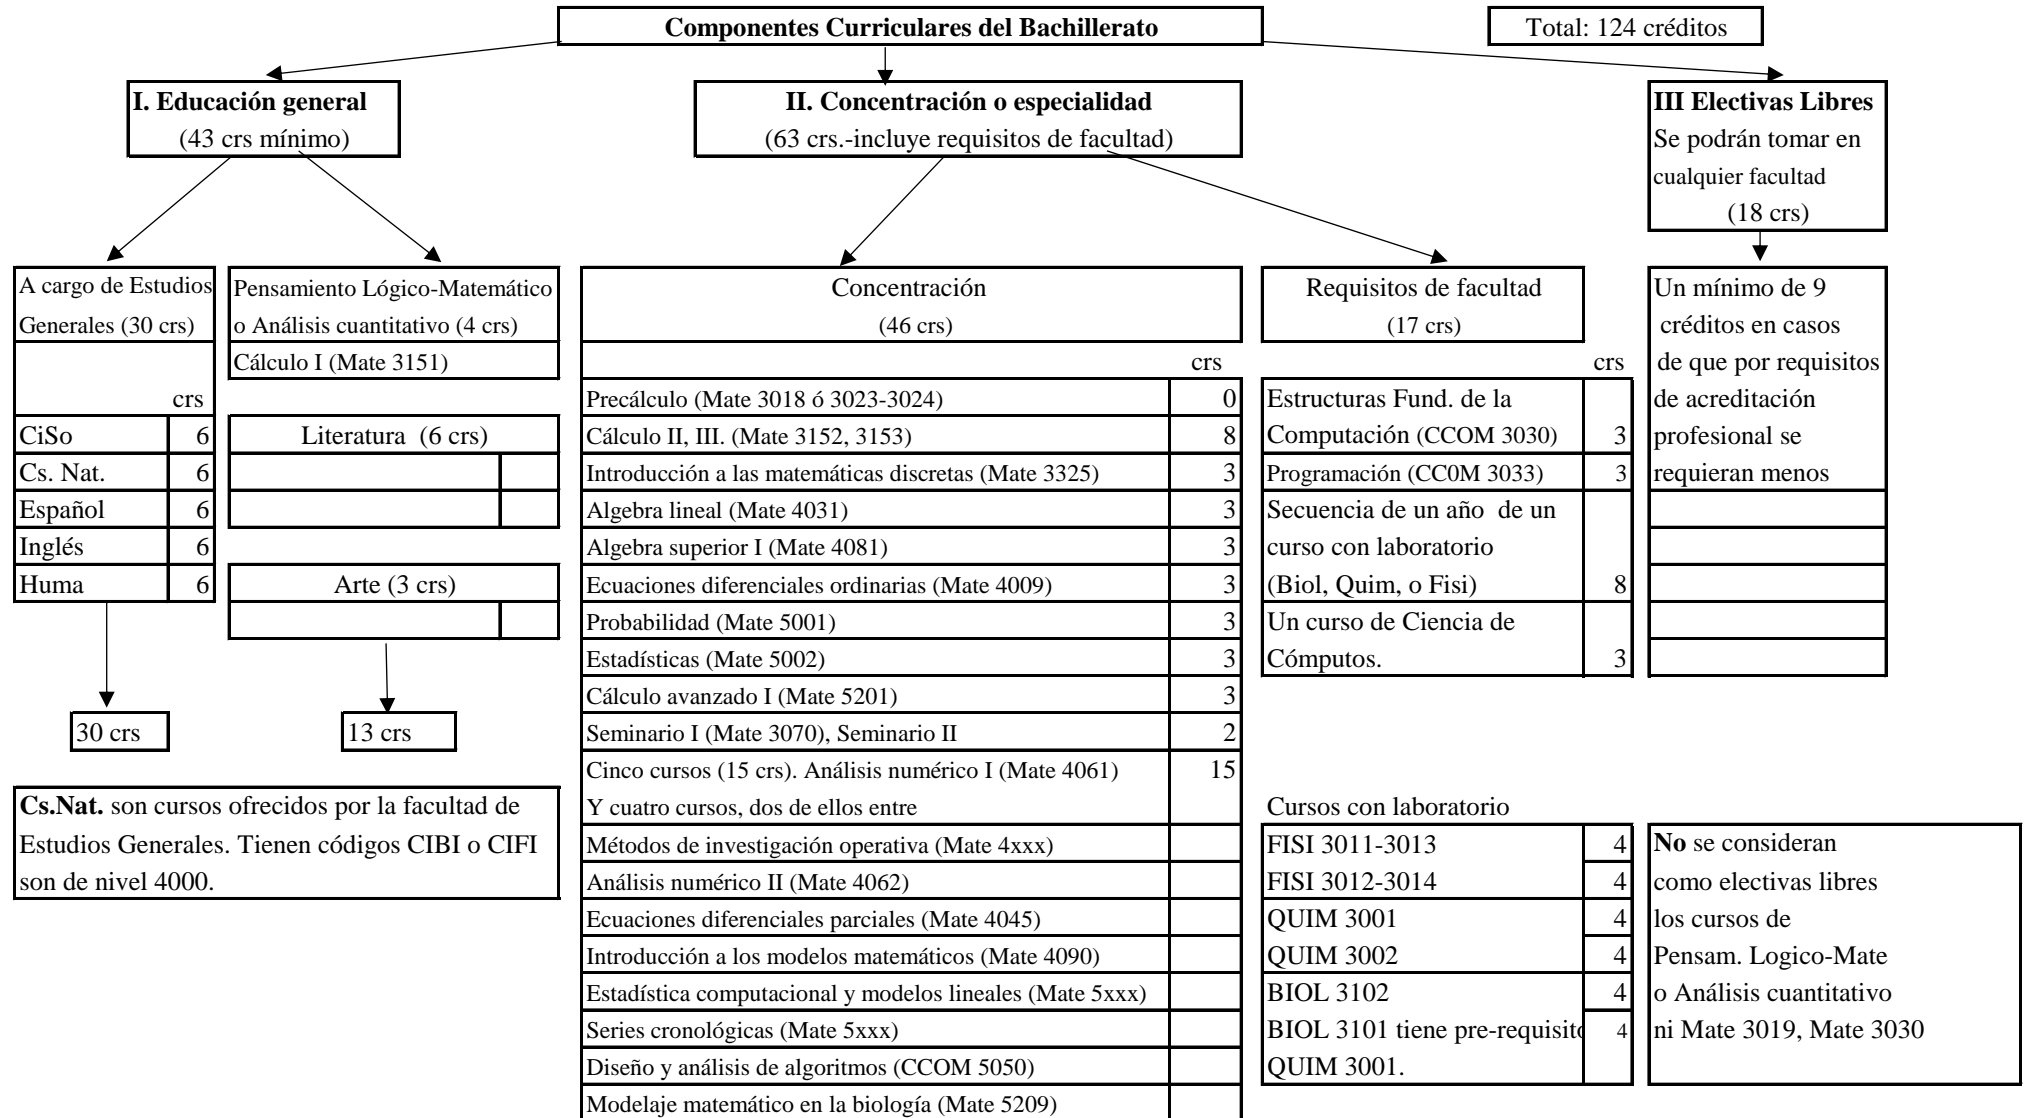 Componentes Curriculares del Bachillerato
Total: 124 créditos
I. Educación general
(43 crs mínimo)
II. Concentración o especialidad
(63 crs.-incluye requisitos de facultad)
III Electivas Libres
Se podrán tomar en
cualquier facultad
(18 crs)
A cargo de Estudios
Generales (30 crs)
crs
CiSo 6
Cs. Nat. 6
Español 6
Inglés 6
Huma 6
30 crs
Pensamiento Lógico-Matemático
o Análisis cuantitativo (4 crs)
Cálculo I (Mate 3151)
Literatura (6 crs)
Arte (3 crs)
13 crs
Cs.Nat. son cursos ofrecidos por la facultad de
Estudios Generales. Tienen códigos CIBI o CIFI
son de nivel 4000.
Concentración
(46 crs)
crs
Precálculo (Mate 3018 ó 3023-3024) 0
Cálculo II, III. (Mate 3152, 3153) 8
Introducción a las matemáticas discretas (Mate 3325) 3
Algebra lineal (Mate 4031) 3
Algebra superior I (Mate 4081) 3
Ecuaciones diferenciales ordinarias (Mate 4009) 3
Probabilidad (Mate 5001) 3
Estadísticas (Mate 5002) 3
Cálculo avanzado I (Mate 5201) 3
Seminario I (Mate 3070), Seminario II 2
Cinco cursos (15 crs). Análisis numérico I (Mate 4061) 15
Y cuatro cursos, dos de ellos entre
Métodos de investigación operativa (Mate 4xxx)
Análisis numérico II (Mate 4062)
Ecuaciones diferenciales parciales (Mate 4045)
Introducción a los modelos matemáticos (Mate 4090)
Estadística computacional y modelos lineales (Mate 5xxx)
Series cronológicas (Mate 5xxx)
Diseño y análisis de algoritmos (CCOM 5050)
Modelaje matemático en la biología (Mate 5209)
Requisitos de facultad
(17 crs)
crs
Estructuras Fund. de la
Computación (CCOM 3030) 3
Programación (CC0M 3033) 3
Secuencia de un año de un
curso con laboratorio
(Biol, Quim, o Fisi) 8
Un curso de Ciencia de
Cómputos. 3
Cursos con laboratorio
FISI 3011-3013 4
FISI 3012-3014 4
QUIM 3001 4
QUIM 3002 4
BIOL 3102 4
BIOL 3101 tiene pre-requisito 4
QUIM 3001.
Un mínimo de 9
créditos en casos
de que por requisitos
de acreditación
profesional se
requieran menos
No se consideran
como electivas libres
los cursos de
Pensam. Logico-Mate
o Análisis cuantitativo
ni Mate 3019, Mate 3030